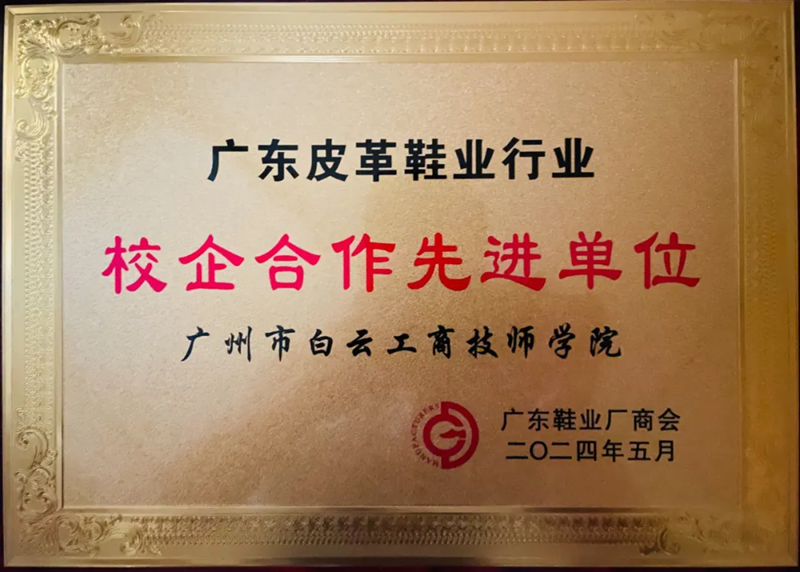 广东皮革鞋业行业
校企合作先进单位
广州市白云工商技师学院
MANUFACTURERY
广东鞋业厂商会
二〇二四年五月